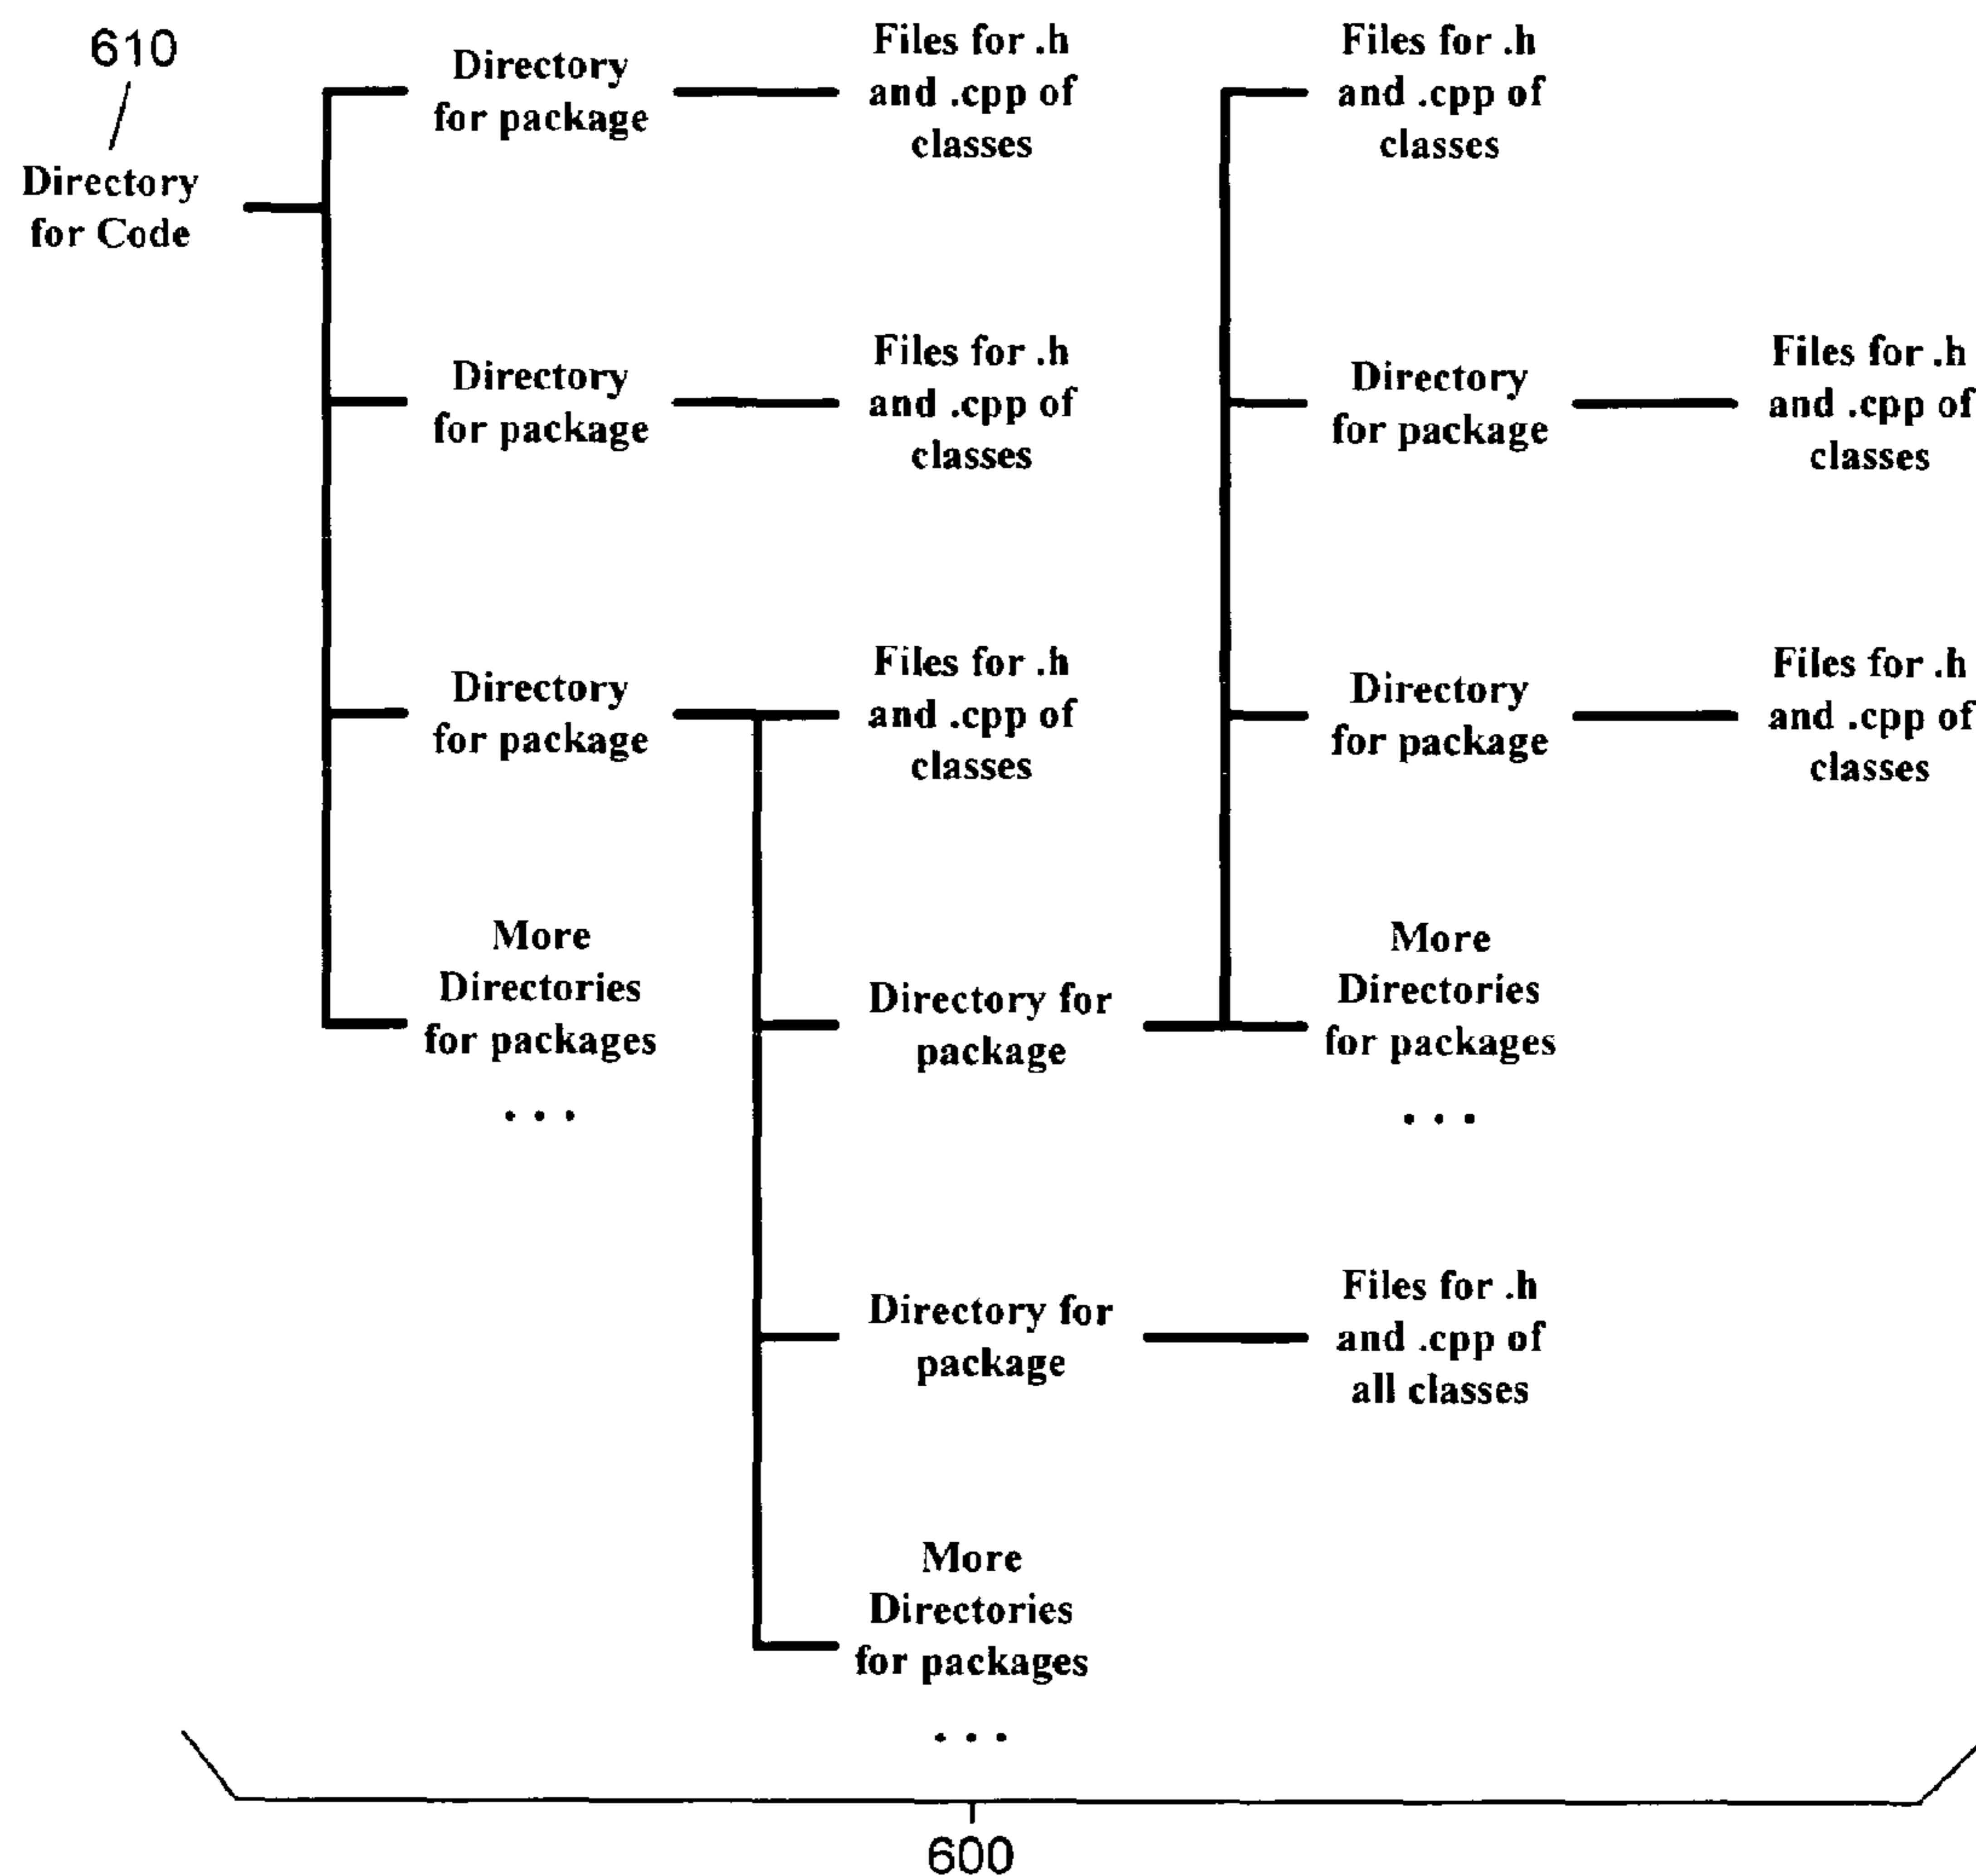 610
Directory
for Code
Directory
for package
Files for .h
and .cpp of
classes
Files for .h
and .cpp of
classes
Directory
for package
Files for .h
and .cpp of
classes
Directory
for package
Files for .h
and .cpp of
classes
Directory
for package
Files for .h
and .cpp of
classes
Directory
for package
Files for .h
and .cpp of
classes
More
Directories
for packages
. . .
Directory for
package
More
Directories
for packages
. . .
Directory for
package
Files for .h
and .cpp of
all classes
More
Directories
for packages
. . .
600